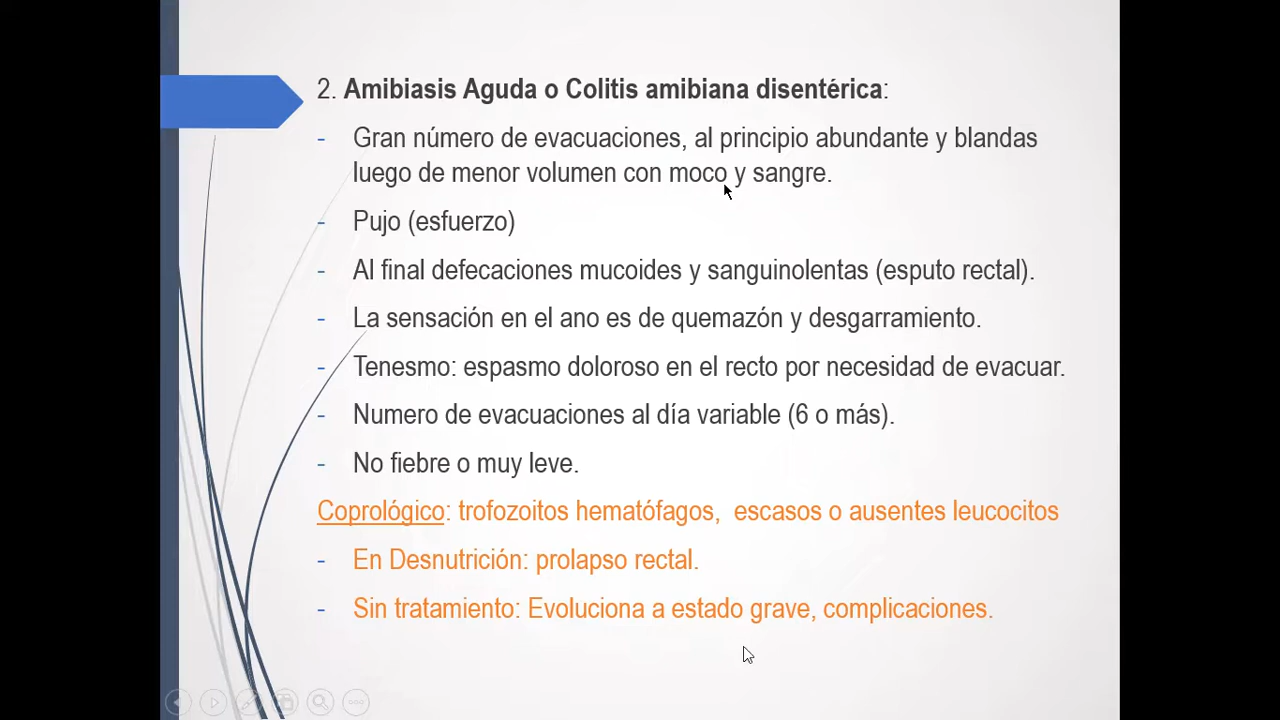 2. Amibiasis Aguda o Colitis amibiana disentérica:
- Gran número de evacuaciones, al principio abundante y blandas
luego de menor volumen con moco y sangre.
- Pujo (esfuerzo)
- Al final defecaciones mucoides y sanguinolentas (esputo rectal).
- La sensación en el ano es de quemazón y desgarramiento.
- Tenesmo: espasmo doloroso en el recto por necesidad de evacuar.
- Numero de evacuaciones al día variable (6 o más).
- No fiebre o muy leve.
Coprológico: trofozoitos hematófagos, escasos o ausentes leucocitos
- En Desnutrición: prolapso rectal.
- Sin tratamiento: Evoluciona a estado grave, complicaciones.